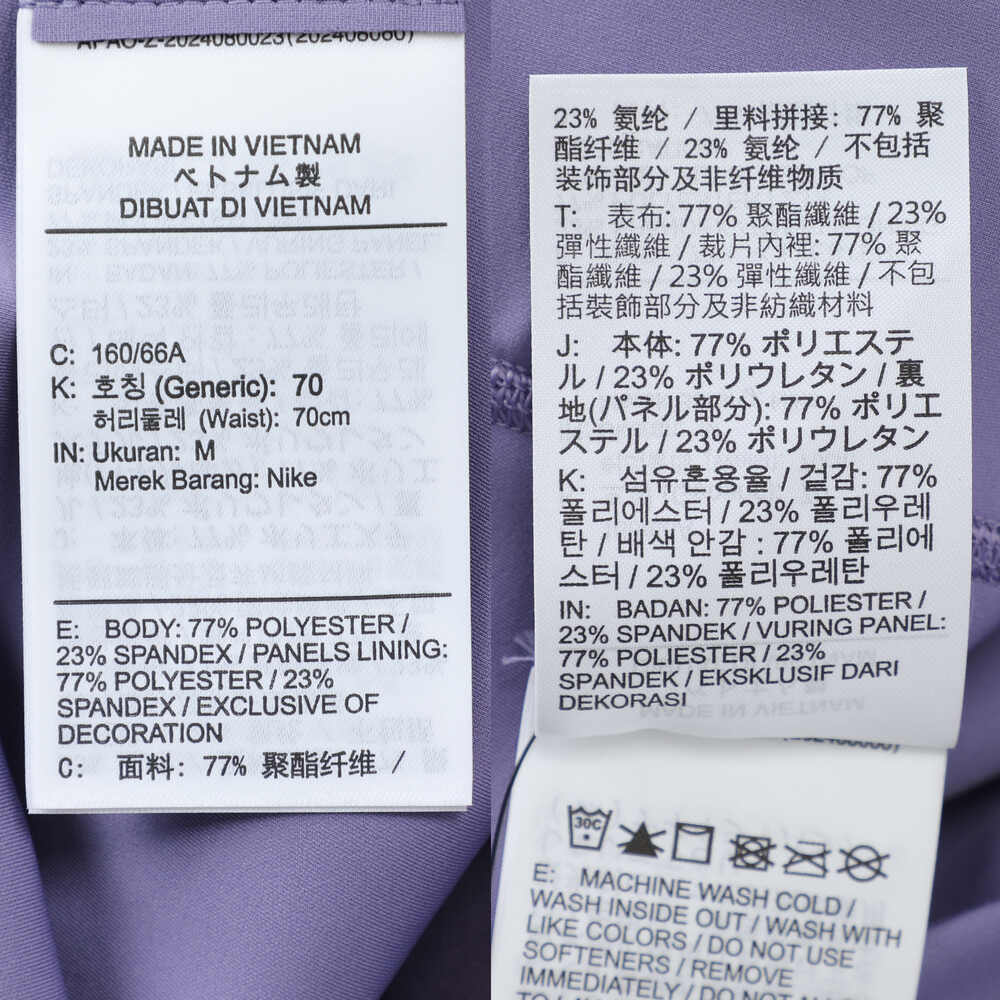 APAO-Z-2024080023(202408060)
MADE IN VIETNAM
ベトナム製
DIBUAT DI VIETNAM
C: 160/66A
K: 호칭 (Generic): 70
허리둘레 (Waist): 70cm
IN: Ukuran: M
Merek Barang: Nike
E: BODY: 77% POLYESTER /
23% SPANDEX / PANELS LINING:
77% POLYESTER / 23%
SPANDEX / EXCLUSIVE OF
DECORATION
C: 面料: 77% 聚酯纤维 /
23% 氨纶 / 里料拼接: 77% 聚
酯纤维 / 23% 氨纶 / 不包括
装饰部分及非纤维物质
T: 表布: 77% 聚酯纖維 / 23%
彈性纖維 / 裁片內裡: 77% 聚
酯纖維 / 23% 彈性纖維 / 不包
括裝飾部分及非紡織材料
J: 本体: 77% ポリエステ
ル / 23% ポリウレタン / 裏
地(パネル部分): 77% ポリエ
ステル / 23% ポリウレタン
K: 섬유혼용율 / 겉감: 77%
폴리에스터 / 23% 폴리우레
탄 / 배색 안감 : 77% 폴리에
스터 / 23% 폴리우레탄
IN: BADAN: 77% POLIESTER /
23% SPANDEK / VURING PANEL:
77% POLIESTER / 23%
SPANDEK / EKSKLUSIF DARI
DEKORASI
30C
E: MACHINE WASH COLD /
WASH INSIDE OUT / WASH WITH
LIKE COLORS / DO NOT USE
SOFTENERS / REMOVE
IMMEDIATELY / DO NOT